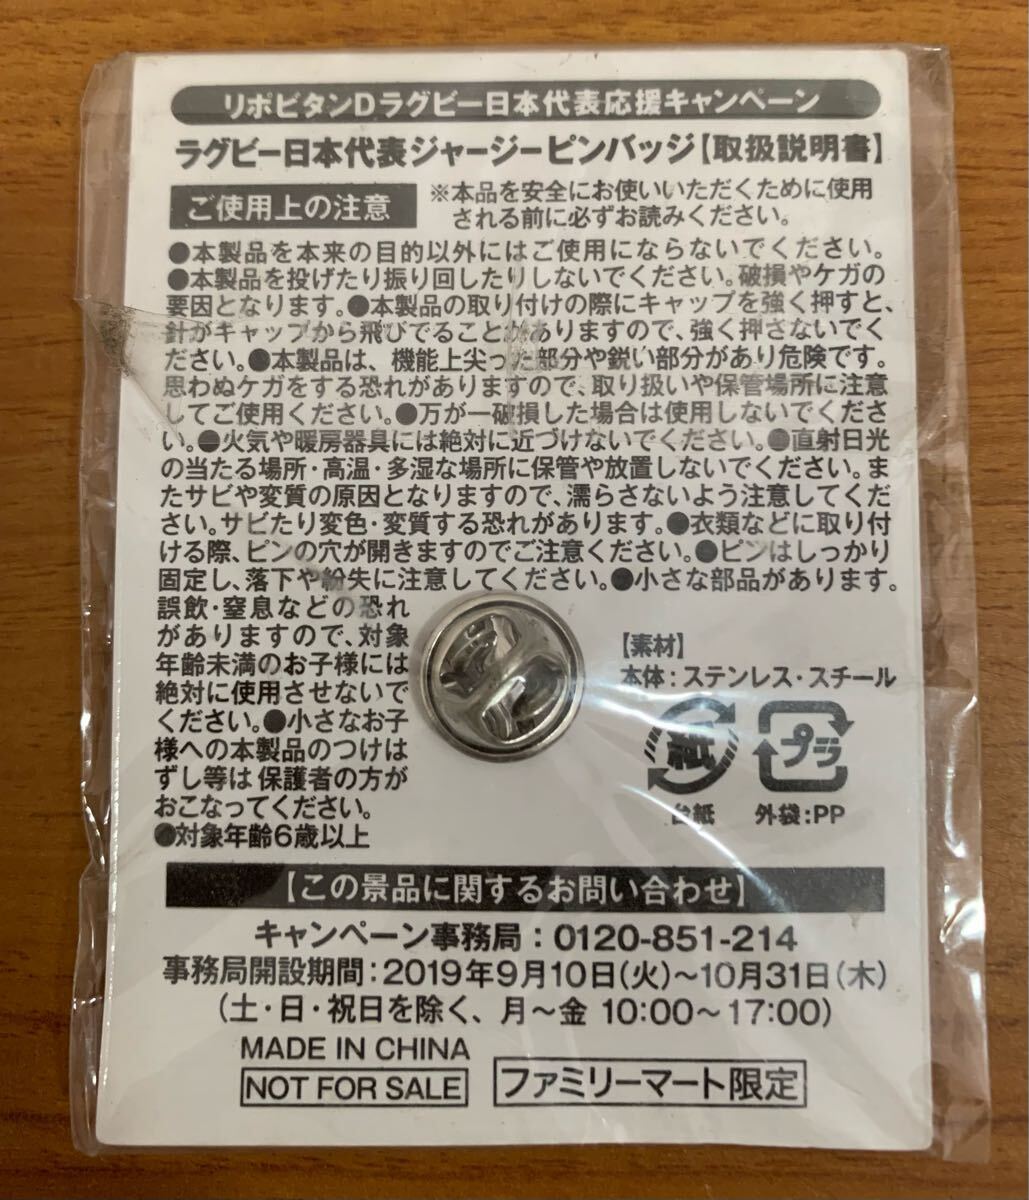 リポビタンDラグビー日本代表応援キャンペーン
ラグビー日本代表ジャージーピンバッジ【取扱説明書】
ご使用上の注意
※本品を安全にお使いいただくために使用
される前に必ずお読みください。
●本製品を本来の目的以外にはご使用にならないでください。
●本製品を投げたり振り回したりしないでください。破損やケガの
要因となります。●本製品の取り付けの際にキャップを強く押すと、
針がキャップから飛びでることがありますので、強く押さないでく
ださい。●本製品は、機能上尖った部分や鋭い部分があり危険です。
思わぬケガをする恐れがありますので、取り扱いや保管場所に注意
してご使用ください。●万が一破損した場合は使用しないでくださ
い。●火気や暖房器具には絶対に近づけないでください。●直射日光
の当たる場所・高温・多湿な場所に保管や放置しないでください。ま
たサビや変質の原因となりますので、濡らさないよう注意してくだ
さい。サビたり変色・変質する恐れがあります。●衣類などに取り付
ける際、ピンの穴が開きますのでご注意ください。●ピンはしっかり
固定し、落下や紛失に注意してください。●小さな部品があります。
誤飲・窒息などの恐れ
がありますので、対象
年齢未満のお子様には
絶対に使用させないで
ください。●小さなお子
様への本製品のつけは
ずし等は保護者の方が
おこなってください。
●対象年齢6歳以上
【素材】
本体：ステンレス・スチール
紙
プラ
台紙
外袋:PP
【この景品に関するお問い合わせ】
キャンペーン事務局：0120-851-214
事務局開設期間：2019年9月10日(火)～10月31日(木)
(土・日・祝日を除く、月～金 10:00～17:00)
MADE IN CHINA
NOT FOR SALE
ファミリーマート限定